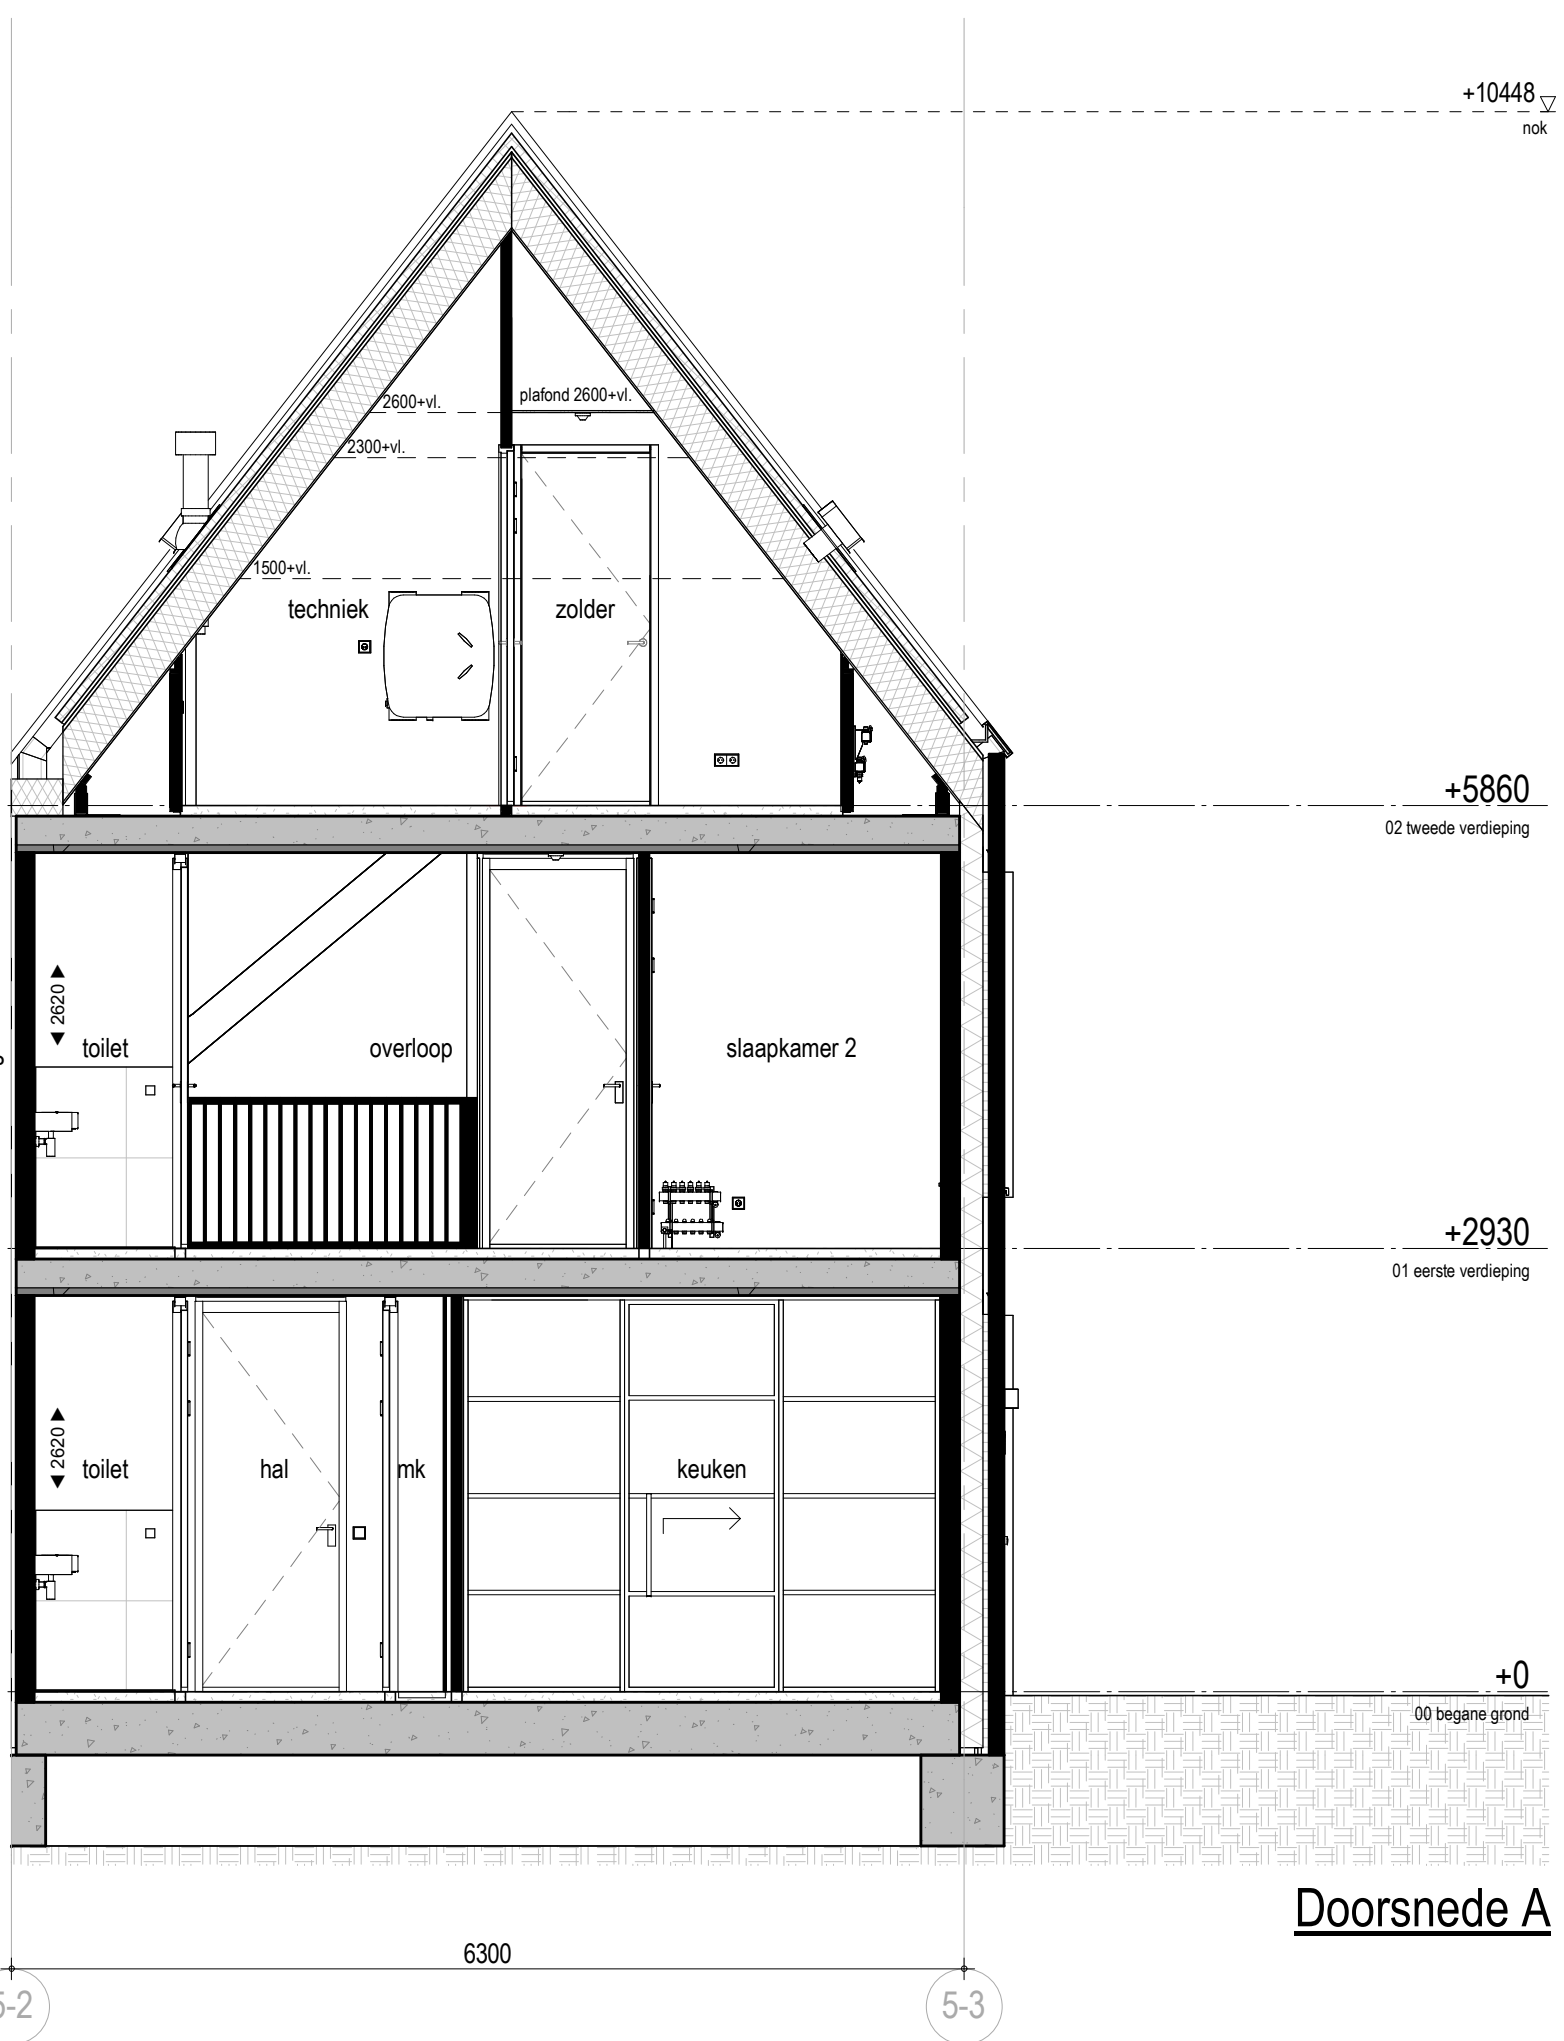 +10448
nok
2600+vl.
plafond 2600+vl.
2300+vl.
1500+vl.
techniek
zolder
+5860
02 tweede verdieping
2620
toilet
overloop
slaapkamer 2
+2930
01 eerste verdieping
2620
toilet
hal
mk
keuken
+0
00 begane grond
Doorsnede A
6300
5-2
5-3